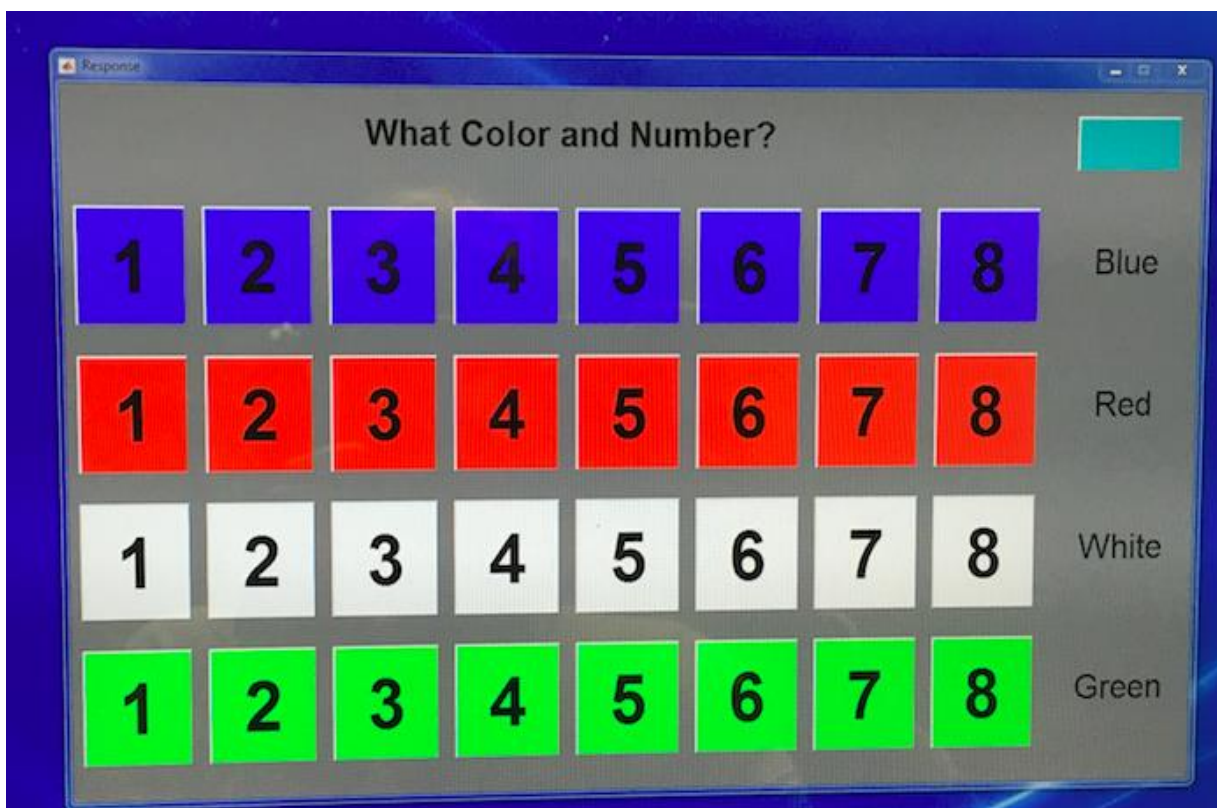 Response
What Color and Number?
1 2 3 4 5 6 7 8 Blue
1 2 3 4 5 6 7 8 Red
1 2 3 4 5 6 7 8 White
1 2 3 4 5 6 7 8 Green